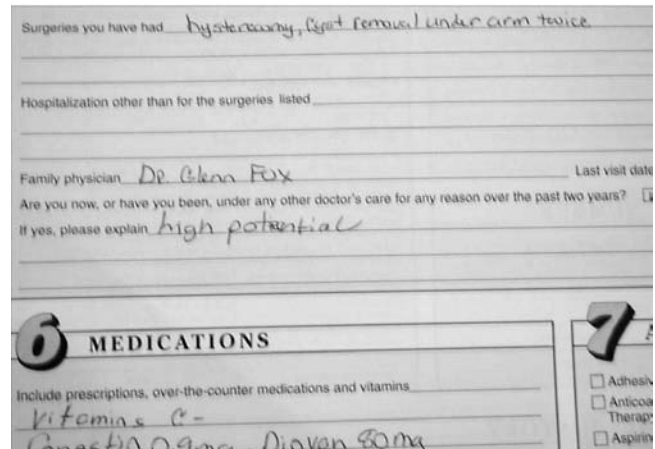 Surgeries you have had hysterecomy, Cyst removal under arm twice
Hospitalization other than for the surgeries listed
Family physician DR Glenn Fox Last visit date
Are you now, or have you been, under any other doctor's care for any reason over the past two years?
If yes, please explain high potential
6 MEDICATIONS 7
Include prescriptions, over-the-counter medications and vitamins
Adhesiv
Vitamins C-
Anticoa
Therapy
Diovan 80mg
Aspirin